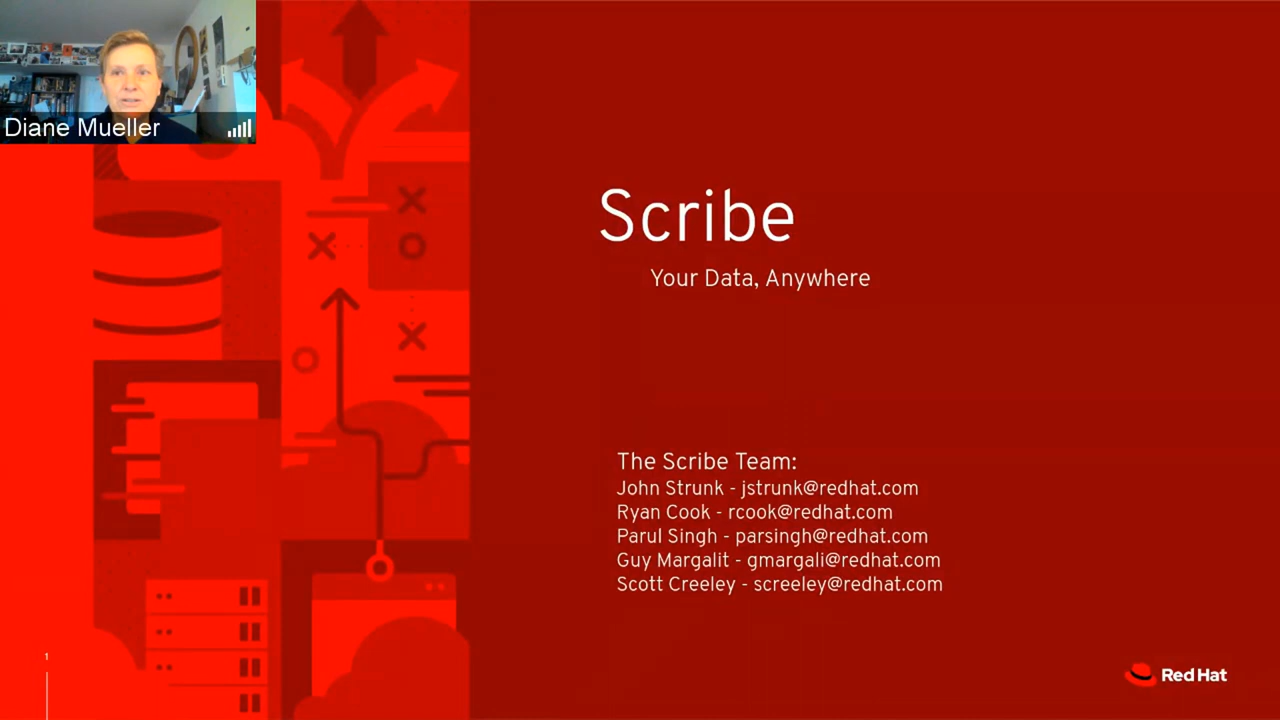 Diane Mueller
Scribe
Your Data, Anywhere
The Scribe Team:
John Strunk - jstrunk@redhat.com
Ryan Cook - rcook@redhat.com
Parul Singh - parsingh@redhat.com
Guy Margalit - gmargali@redhat.com
Scott Creeley - screeley@redhat.com
1
Red Hat